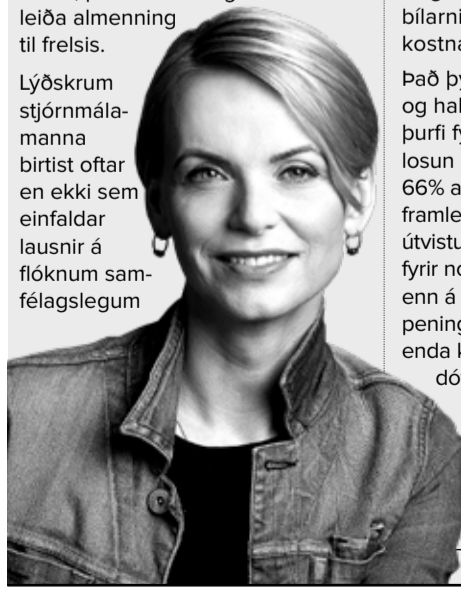 leiða almenning
til frelsis.
Lýðskrum
stjórnmála-
manna
birtist oftar
en ekki sem
einfaldar
lausnir á
flóknum sam-
félagslegum
bílarni
kostna
Það þý
og hal
þurfi fy
losun
66% a
framle
útvistu
fyrir no
enn á
pening
enda k
dó